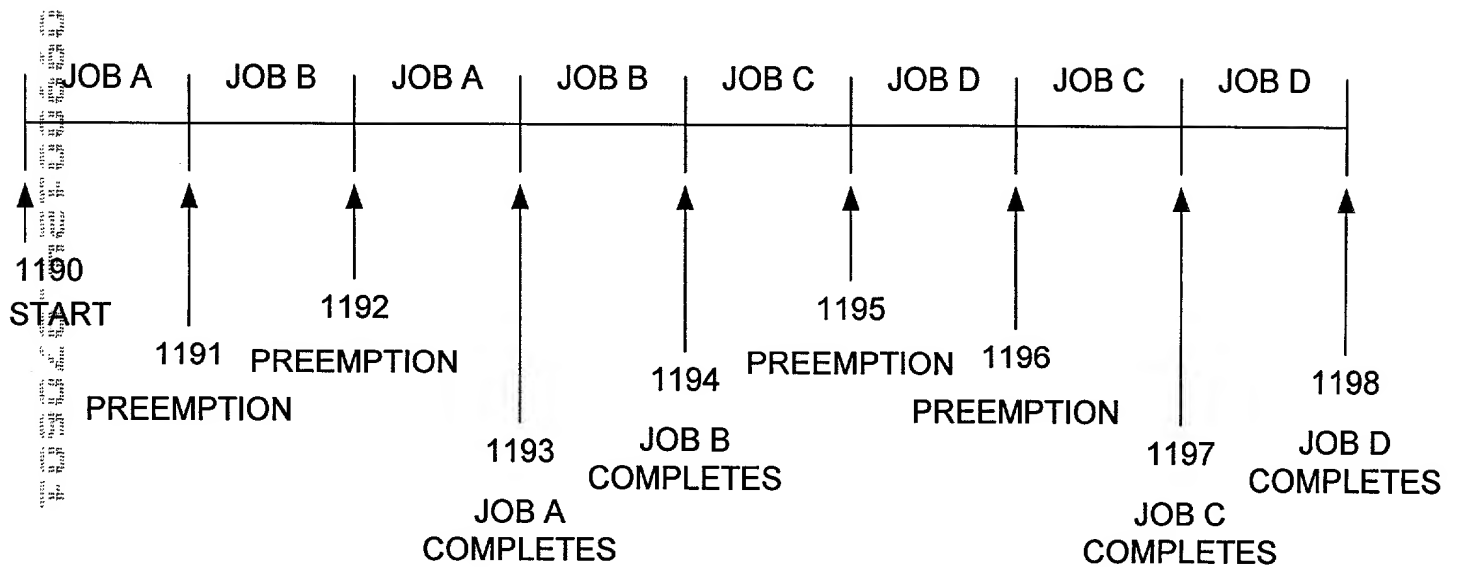 JOB A JOB B JOB A JOB B JOB C JOB D JOB C JOB D
1190
START
1191
PREEMPTION
1192
PREEMPTION
1193
JOB A
COMPLETES
1194
JOB B
COMPLETES
1195
PREEMPTION
1196
PREEMPTION
1197
JOB C
COMPLETES
1198
JOB D
COMPLETES